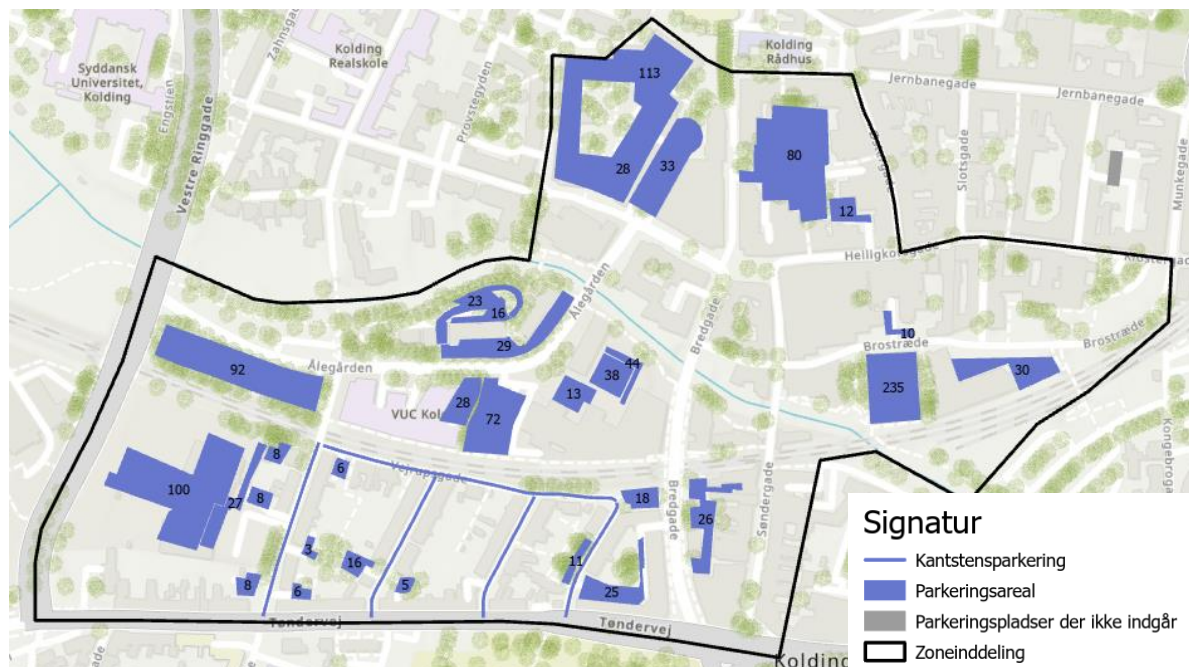 Syddansk
Universitet,
Kolding
Engstien
Zahnsgade
Kolding
Realskole
Provstegyden
Vestre Ringgade
Kolding
Rådhus
Jernbanegade
Jernbanegade
Slotsgade
Munkegade
113
28
33
80
12
Helligkorsgade
Klostergade
23
16
29
Ålegården
Bredgade
Ålegården
92
44
38
13
28
72
VUC Kol
10
Brostræde
Brostræde
235
30
Kongebrogade
100
27
8
8
8
6
Vejrupsgade
3
16
6
5
11
18
25
26
Bredgade
Søndergade
Tøndervej
Tøndervej
Kolding
Signatur
Kantstensparkering
Parkeringsareal
Parkeringspladser der ikke indgår
Zoneinddeling